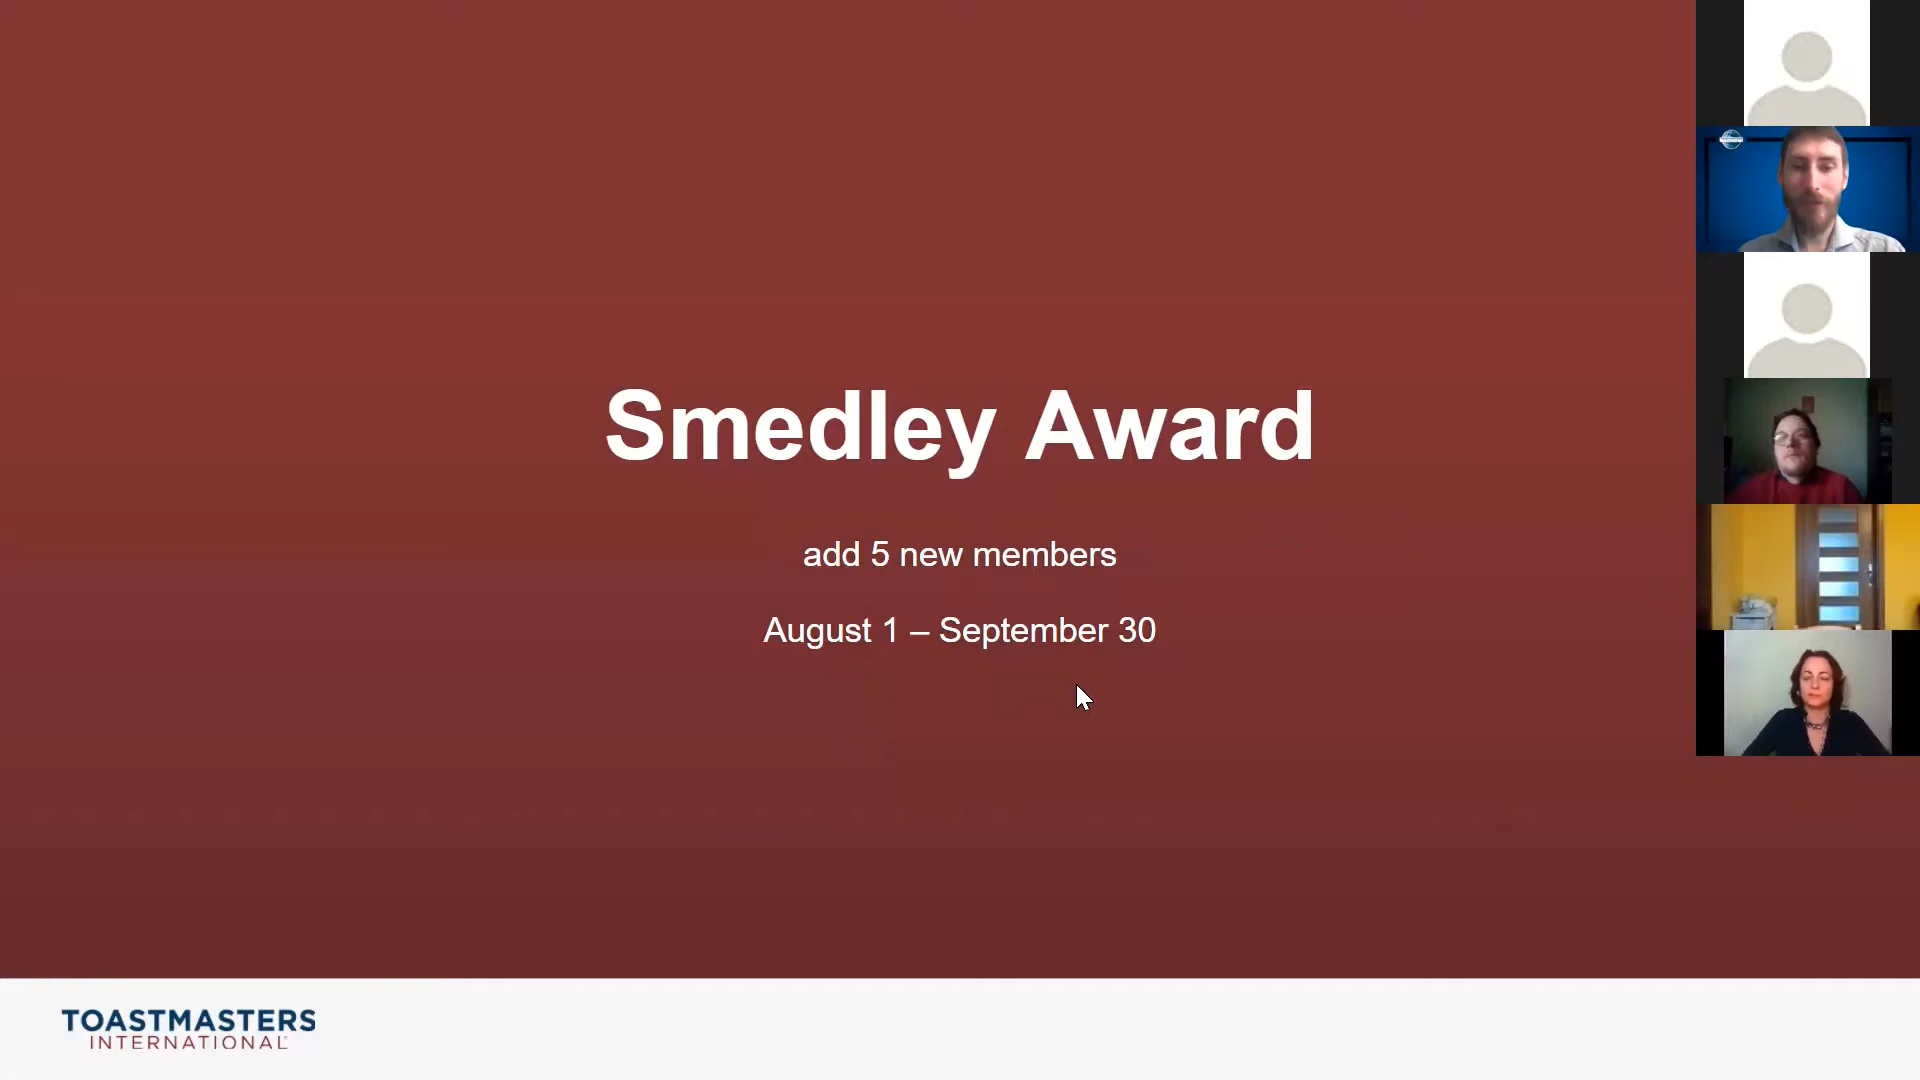 Smedley Award
add 5 new members
August 1 – September 30
TOASTMASTERS
INTERNATIONAL